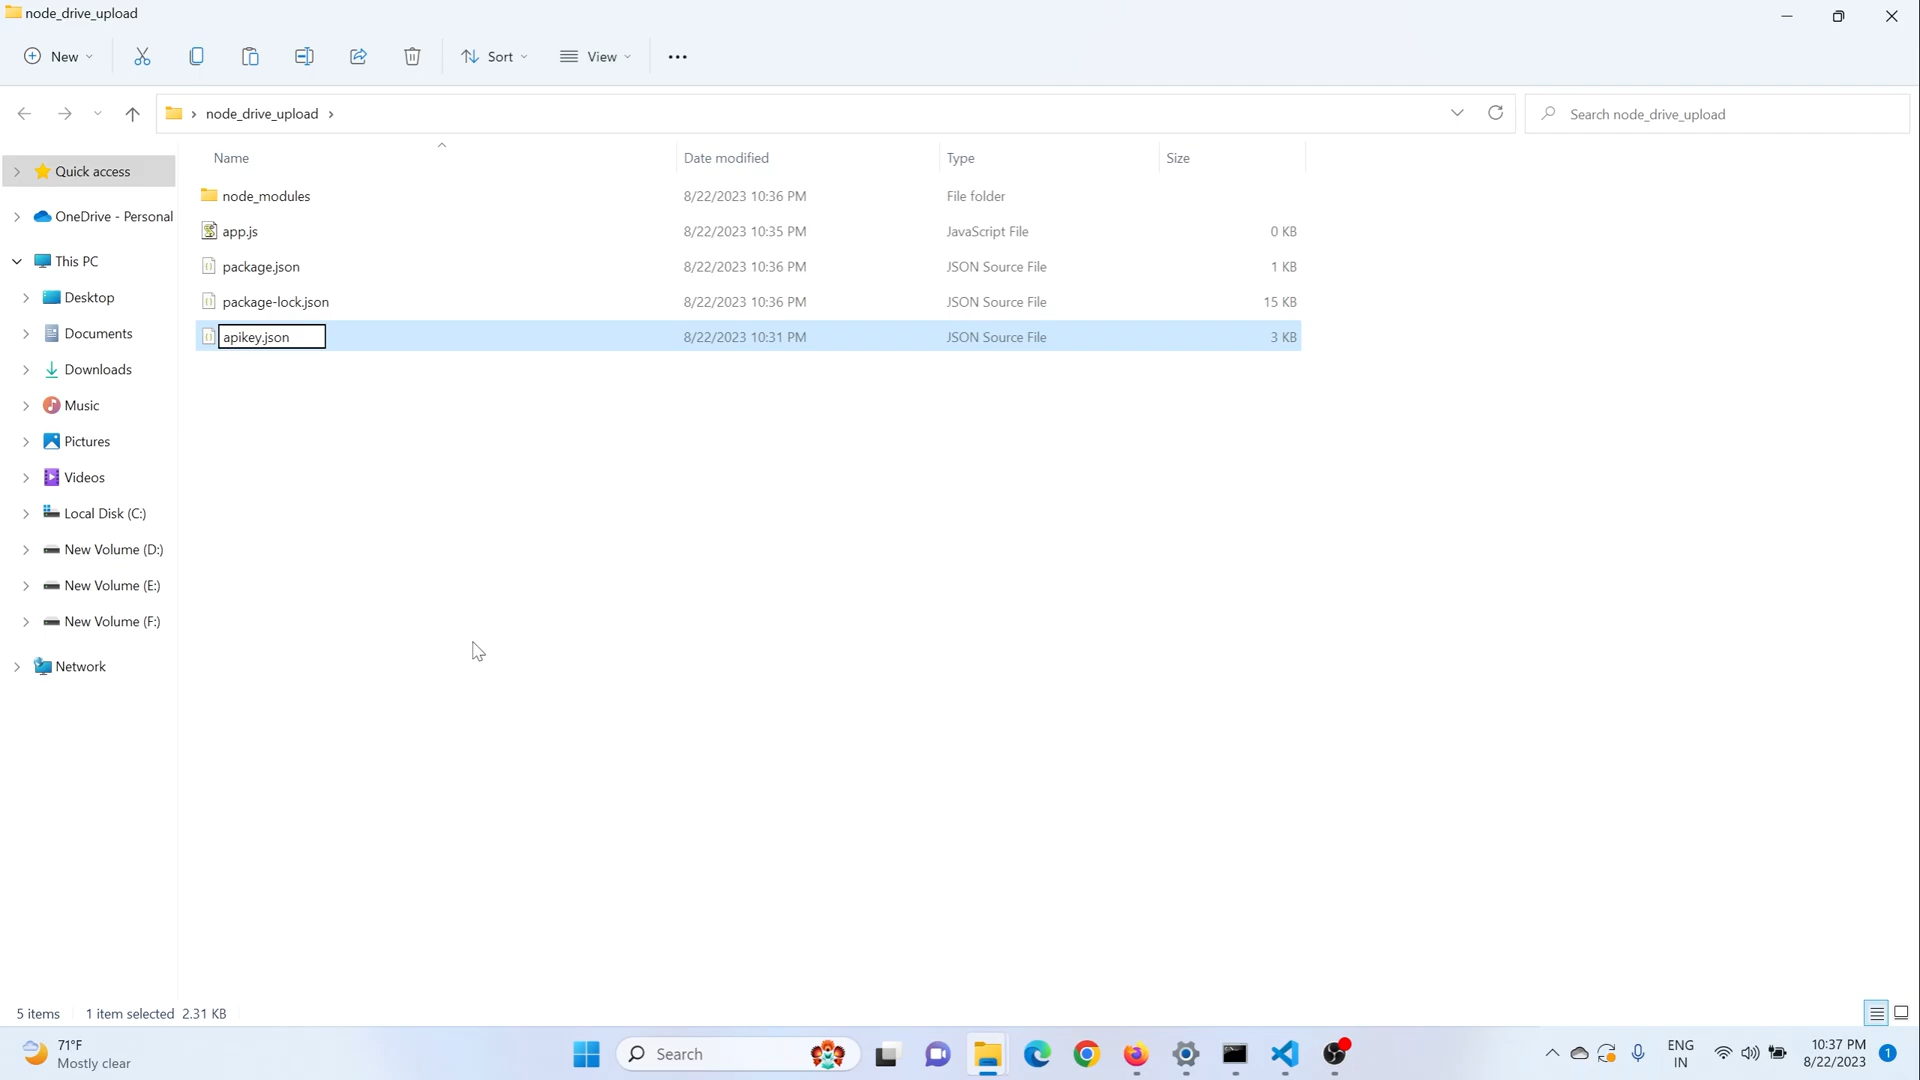 node_drive_upload
New
Sort
View
node_drive_upload
Search node_drive_upload
Name Date modified Type Size
Quick access
OneDrive - Personal
This PC
Desktop
Documents
Downloads
Music
Pictures
Videos
Local Disk (C:)
New Volume (D:)
New Volume (E:)
New Volume (F:)
Network
node_modules 8/22/2023 10:36 PM File folder
app.js 8/22/2023 10:35 PM JavaScript File 0 KB
package.json 8/22/2023 10:36 PM JSON Source File 1 KB
package-lock.json 8/22/2023 10:36 PM JSON Source File 15 KB
apikey.json 8/22/2023 10:31 PM JSON Source File 3 KB
5 items 1 item selected 2.31 KB
71°F
Mostly clear
Search
ENG
IN
10:37 PM
8/22/2023
1